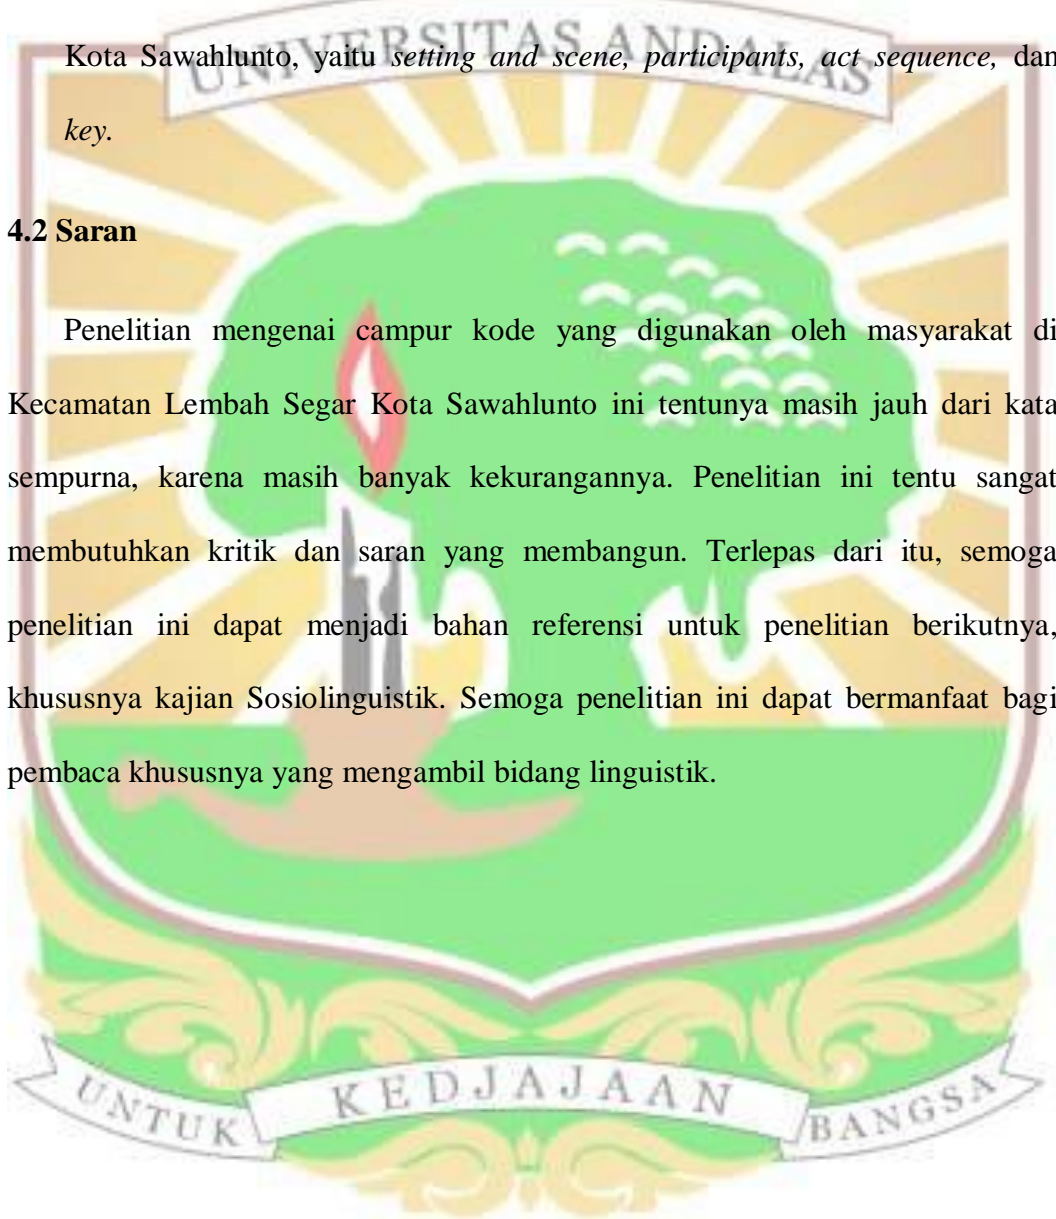 UNIVERSITAS ANDALAS
Kota Sawahlunto, yaitu setting and scene, participants, act sequence, dan
key.
4.2 Saran
Penelitian mengenai campur kode yang digunakan oleh masyarakat di
Kecamatan Lembah Segar Kota Sawahlunto ini tentunya masih jauh dari kata
sempurna, karena masih banyak kekurangannya. Penelitian ini tentu sangat
membutuhkan kritik dan saran yang membangun. Terlepas dari itu, semoga
penelitian ini dapat menjadi bahan referensi untuk penelitian berikutnya,
khususnya kajian Sosiolinguistik. Semoga penelitian ini dapat bermanfaat bagi
pembaca khususnya yang mengambil bidang linguistik.
UNTUK KEDJAJAAN BANGSA